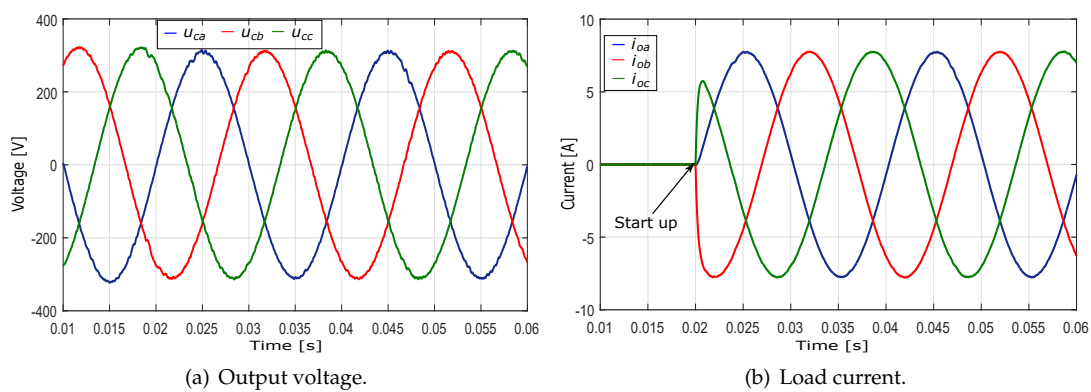 u_ca u_cb u_cc
400
200
0
-200
-400
Voltage [V]
0.01 0.015 0.02 0.025 0.03 0.035 0.04 0.045 0.05 0.055 0.06
Time [s]
(a) Output voltage.
i_oa
i_ob
i_oc
10
5
0
-5
-10
Current [A]
Start up
0.01 0.015 0.02 0.025 0.03 0.035 0.04 0.045 0.05 0.055 0.06
Time [s]
(b) Load current.